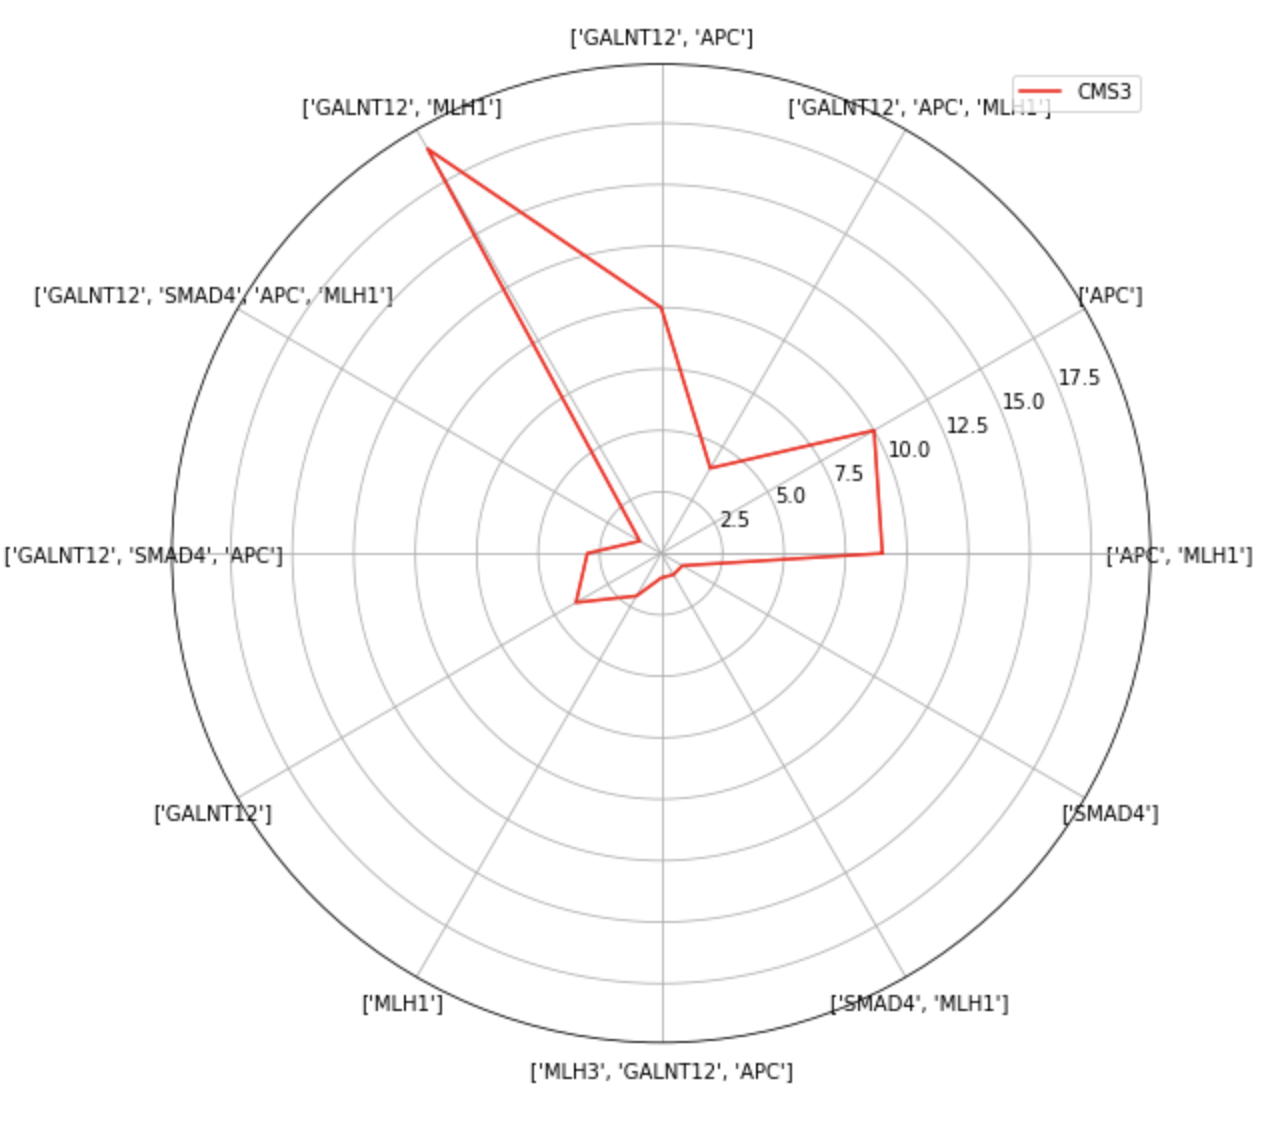 ['GALNT12', 'APC']
CMS3
['GALNT12', 'MLH1']
['GALNT12', 'APC', 'MLH1']
['GALNT12', 'SMAD4', 'APC', 'MLH1']
['APC']
17.5
15.0
12.5
10.0
7.5
5.0
2.5
['GALNT12', 'SMAD4', 'APC']
['APC', 'MLH1']
['GALNT12']
['SMAD4']
['MLH1']
['SMAD4', 'MLH1']
['MLH3', 'GALNT12', 'APC']